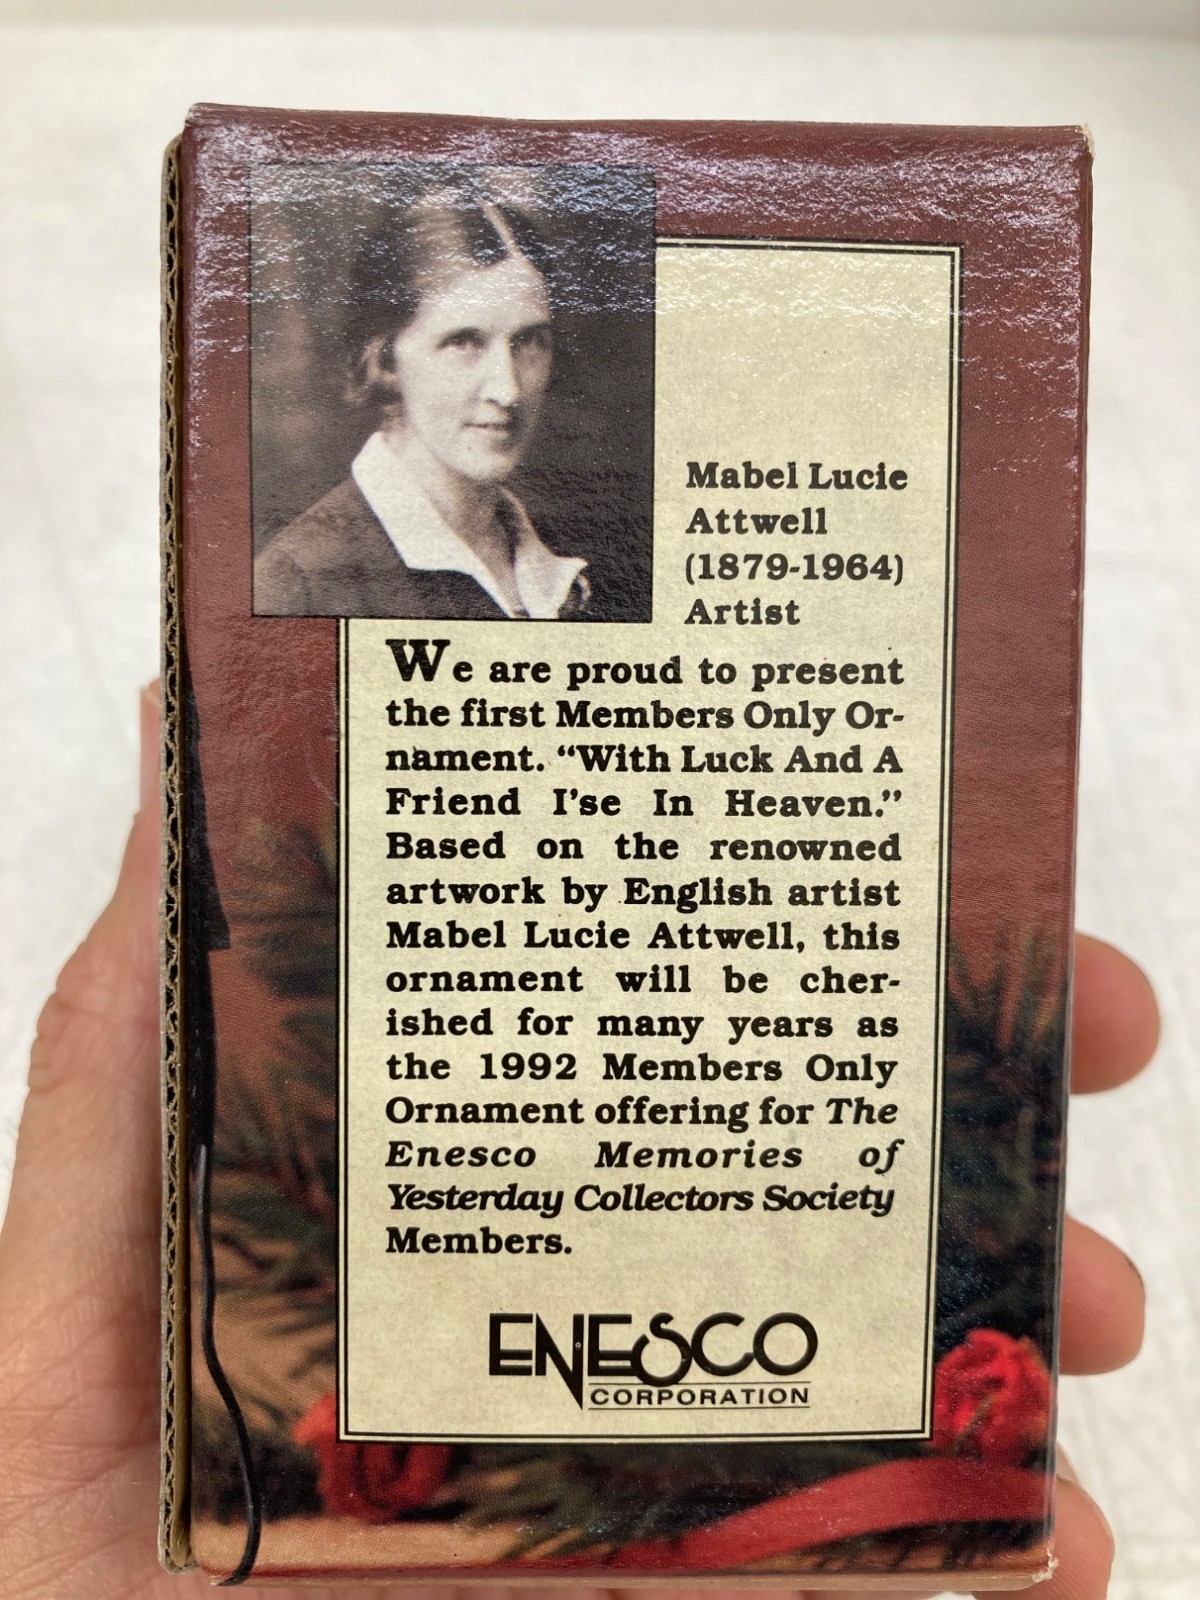 Mabel Lucie
Attwell
(1879-1964)
Artist
We are proud to present
the first Members Only Or-
nament. "With Luck And A
Friend I'se In Heaven."
Based on the renowned
artwork by English artist
Mabel Lucie Attwell, this
ornament will be cher-
ished for many years as
the 1992 Members Only
Ornament offering for The
Enesco Memories of
Yesterday Collectors Society
Members.
ENESCO
CORPORATION